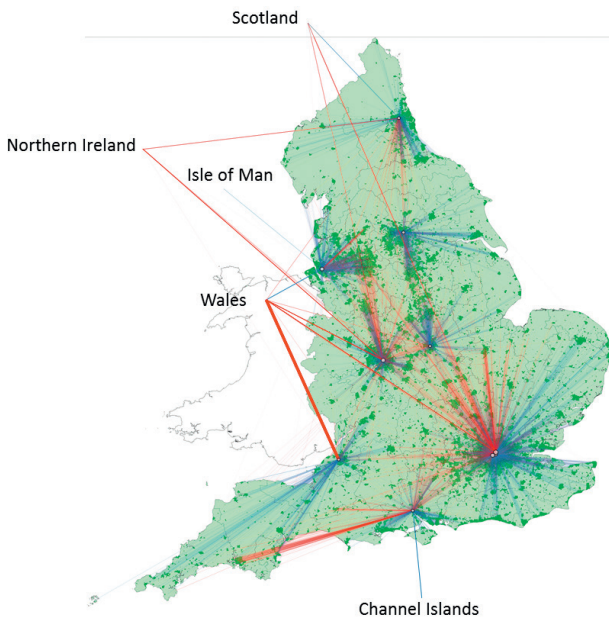 Scotland
Northern Ireland
Isle of Man
Wales
Channel Islands